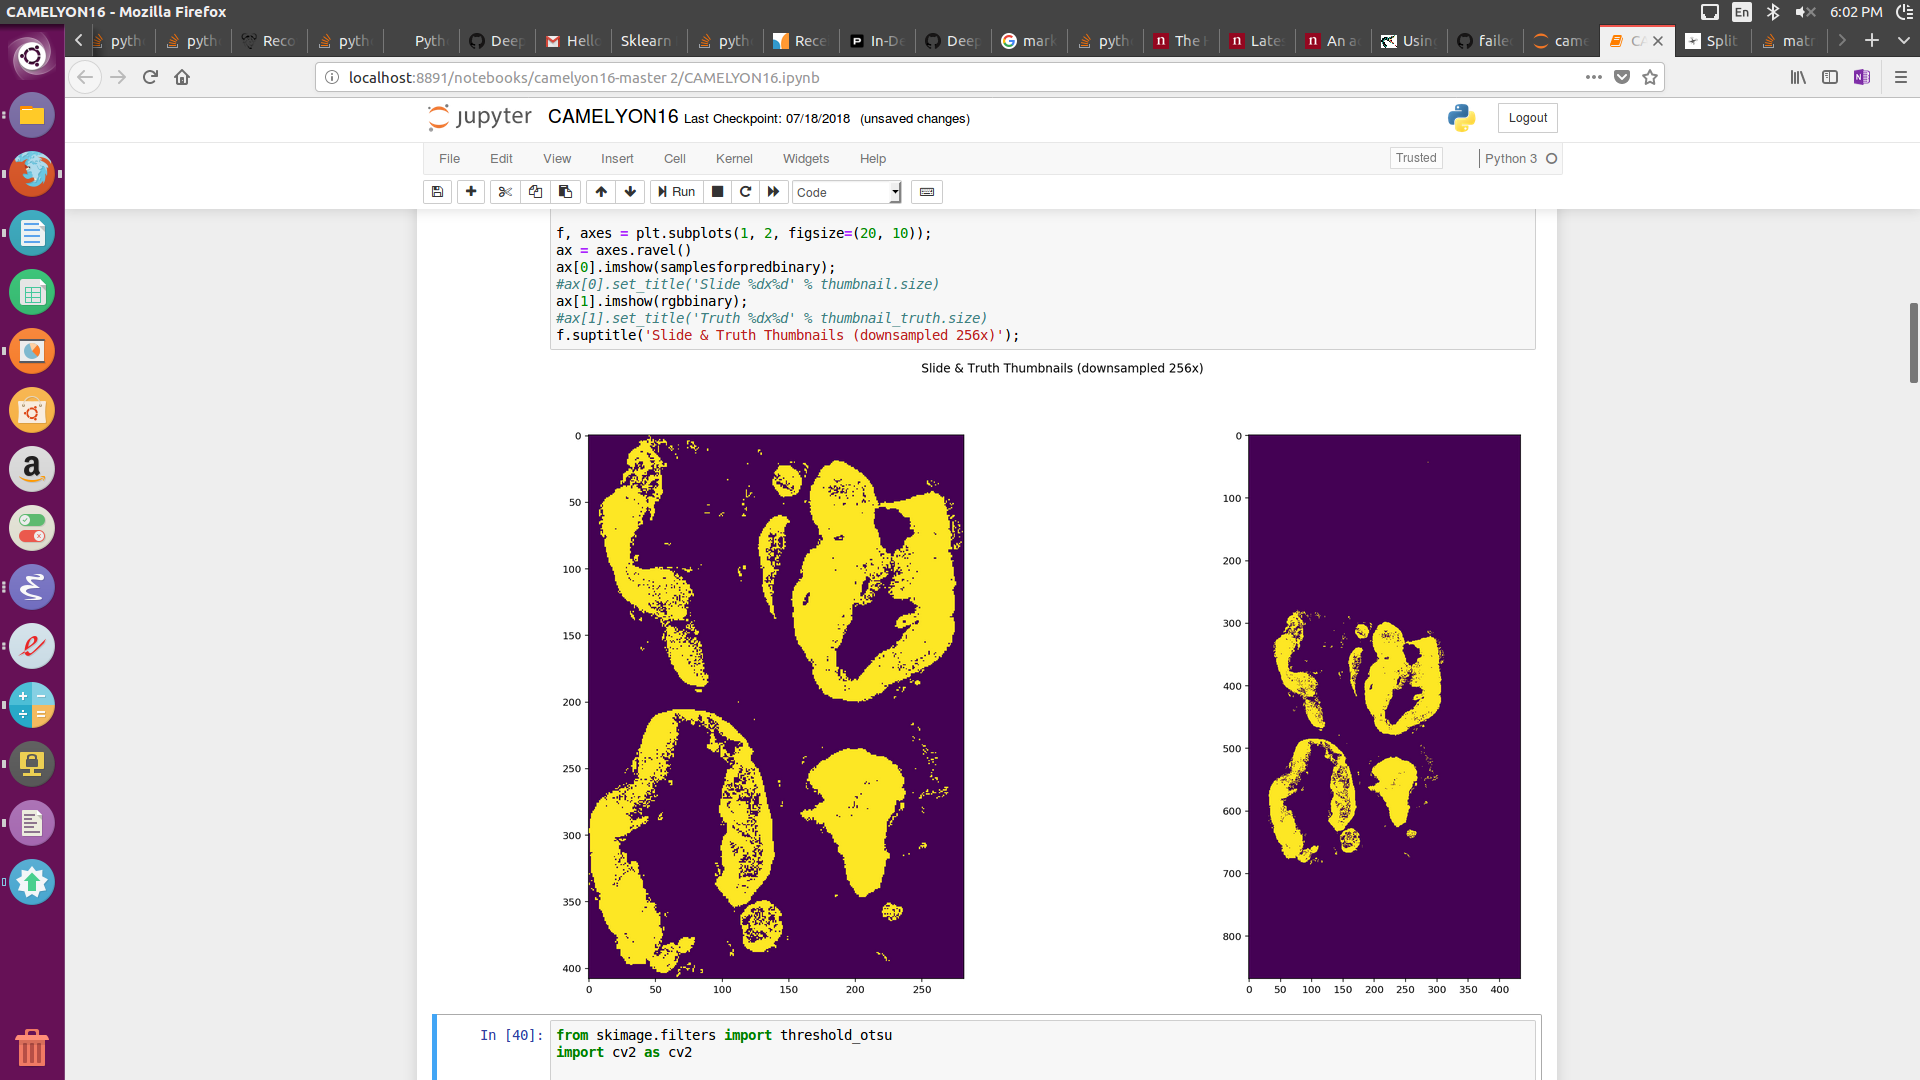 CAMELYON16 - Mozilla Firefox
En
6:02 PM
pyth
pyth
Reco
pyth
Pyth
Deep
Hello
Sklearn
pyth
Rece
In-De
Deep
mark
pyth
The
Late
An a
Using
failed
came
CA
Split
matr
localhost:8891/notebooks/camelyon16-master 2/CAMELYON16.ipynb
jupyter CAMELYON16 Last Checkpoint: 07/18/2018 (unsaved changes)
Logout
File Edit View Insert Cell Kernel Widgets Help
Trusted
Python 3
Run
Code
f, axes = plt.subplots(1, 2, figsize=(20, 10));
ax = axes.ravel()
ax[0].imshow(samplesforpredbinary);
#ax[0].set_title('Slide %dx%d' % thumbnail.size)
ax[1].imshow(rgbbinary);
#ax[1].set_title('Truth %dx%d' % thumbnail_truth.size)
f.suptitle('Slide & Truth Thumbnails (downsampled 256x)');
Slide & Truth Thumbnails (downsampled 256x)
0
50
100
150
200
250
300
350
400
0 50 100 150 200 250
0
100
200
300
400
500
600
700
800
0 50 100 150 200 250 300 350 400
In [40]:
from skimage.filters import threshold_otsu
import cv2 as cv2